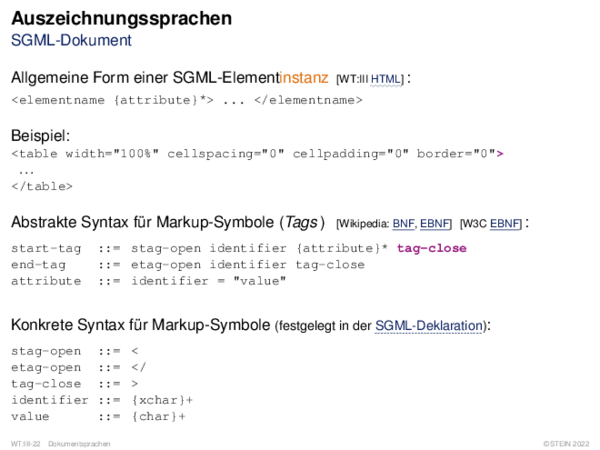 Auszeichnungssprachen
SGML-Dokument
Allgemeine Form einer SGML-Elementinstanz [WT:III HTML] :
<elementname {attribute}*> ... </elementname>
Beispiel:
<table width="100%" cellspacing="0" cellpadding="0" border="0">
...
</table>
Abstrakte Syntax für Markup-Symbole (Tags) [Wikipedia: BNF, EBNF] [W3C EBNF] :
start-tag ::= stag-open identifier {attribute}* tag-close
end-tag ::= etag-open identifier tag-close
attribute ::= identifier = "value"
Konkrete Syntax für Markup-Symbole (festgelegt in der SGML-Deklaration):
stag-open ::= <
etag-open ::= </
tag-close ::= >
identifier ::= {xchar}+
value ::= {char}+
WT:III-22 Dokumentsprachen ©STEIN 2022